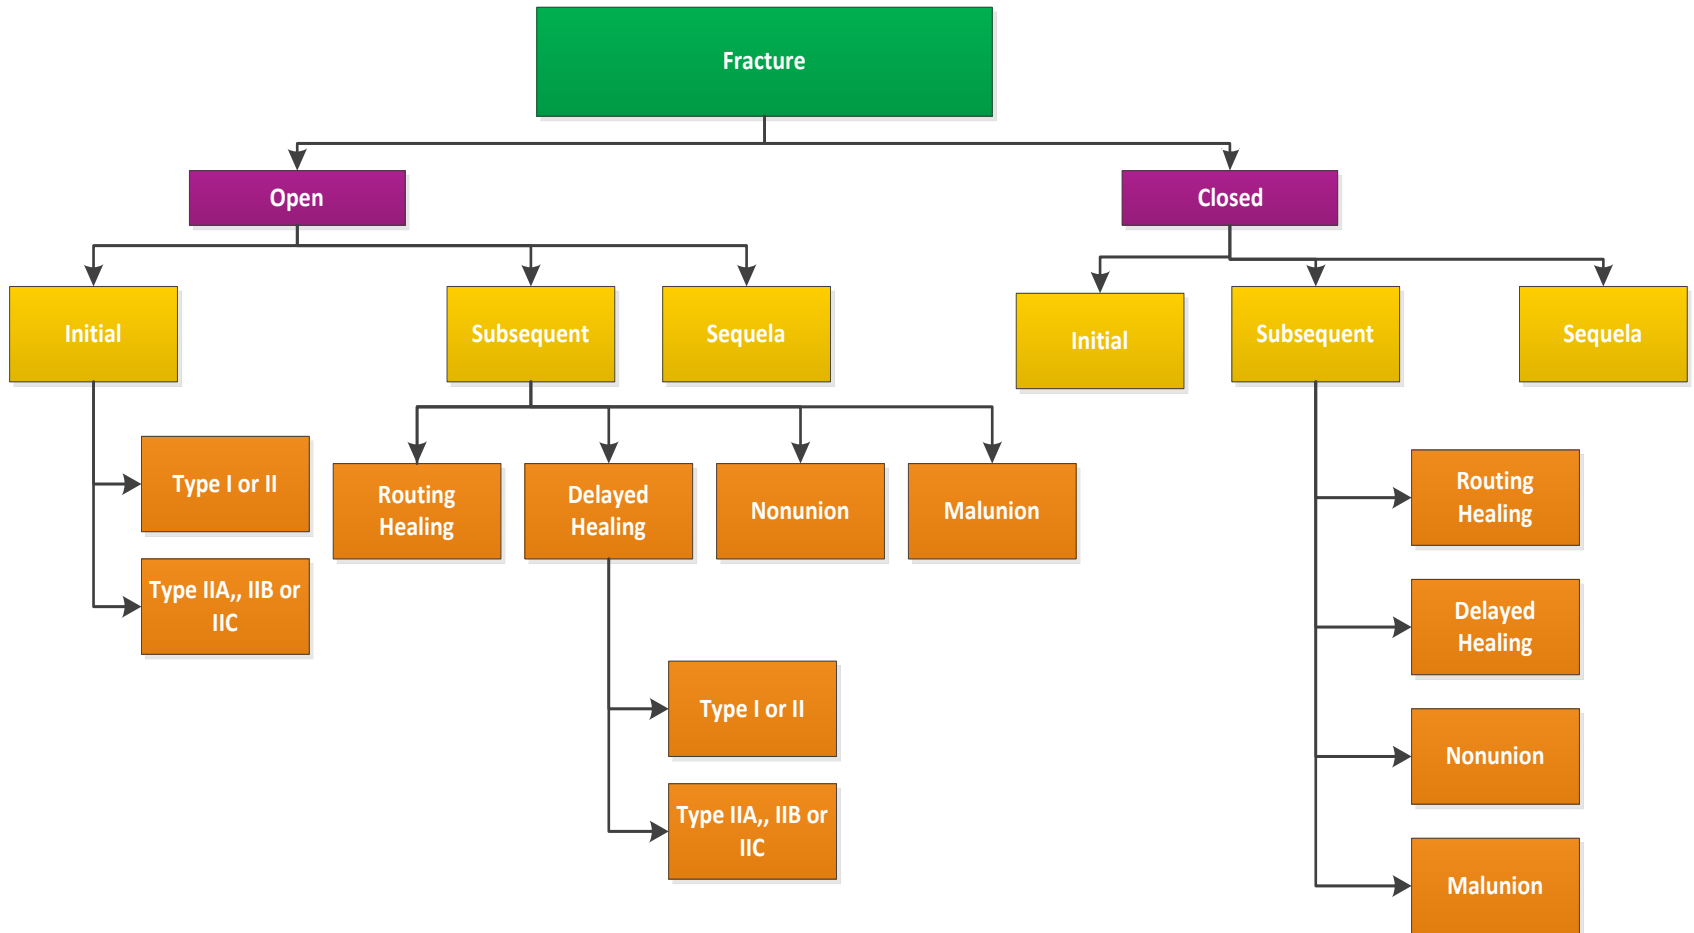 Fracture
Open
Closed
Initial
Subsequent
Sequela
Initial
Subsequent
Sequela
Type I or II
Type IIA,, IIB or
IIC
Routing
Healing
Delayed
Healing
Nonunion
Malunion
Type I or II
Type IIA,, IIB or
IIC
Routing
Healing
Delayed
Healing
Nonunion
Malunion